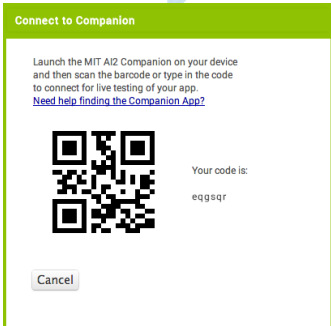 Connect to Companion
Launch the MIT AI2 Companion on your device
and then scan the barcode or type in the code
to connect for live testing of your app.
Need help finding the Companion App?
Your code is:
eqgsqr
Cancel